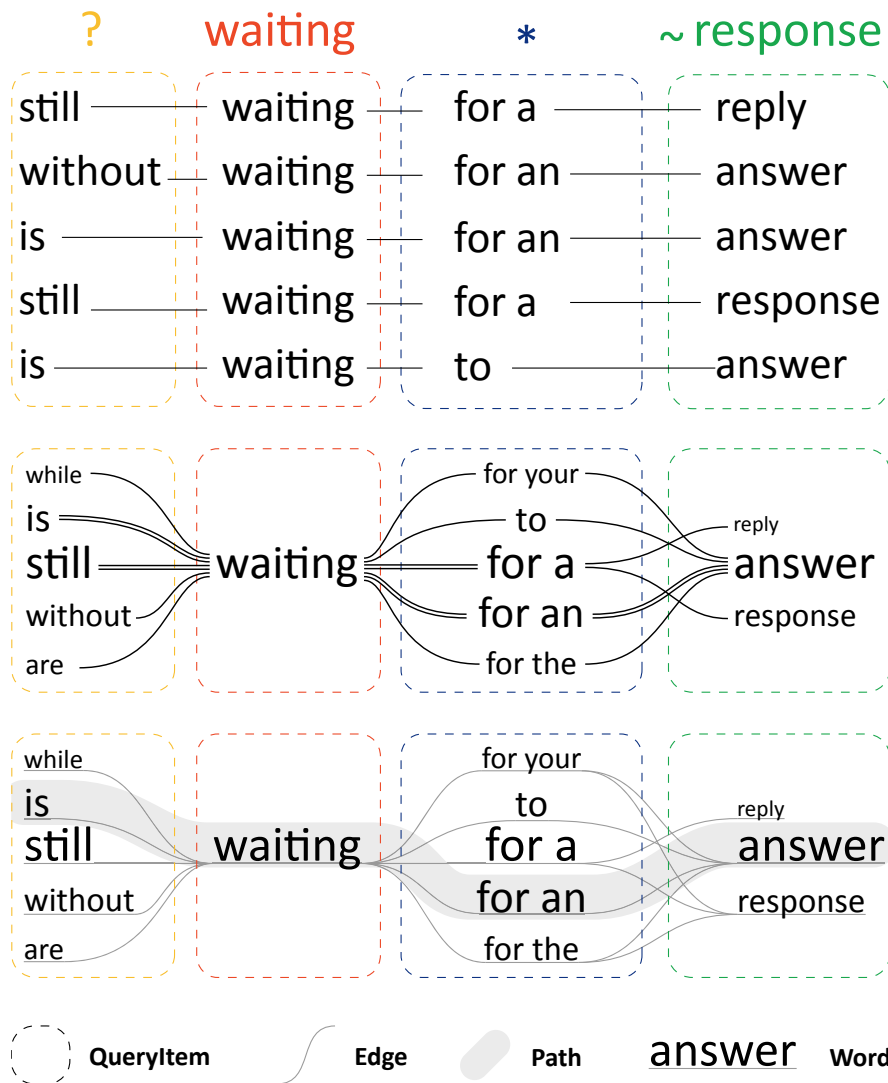 ? waiting * ~ response
still waiting for a reply
without waiting for an answer
is waiting for an answer
still waiting for a response
is waiting to answer
while for your
is to reply
still waiting for a answer
without for an response
are for the
while for your
is to reply
still waiting for a answer
without for an response
are for the
QueryItem Edge Path answer Word